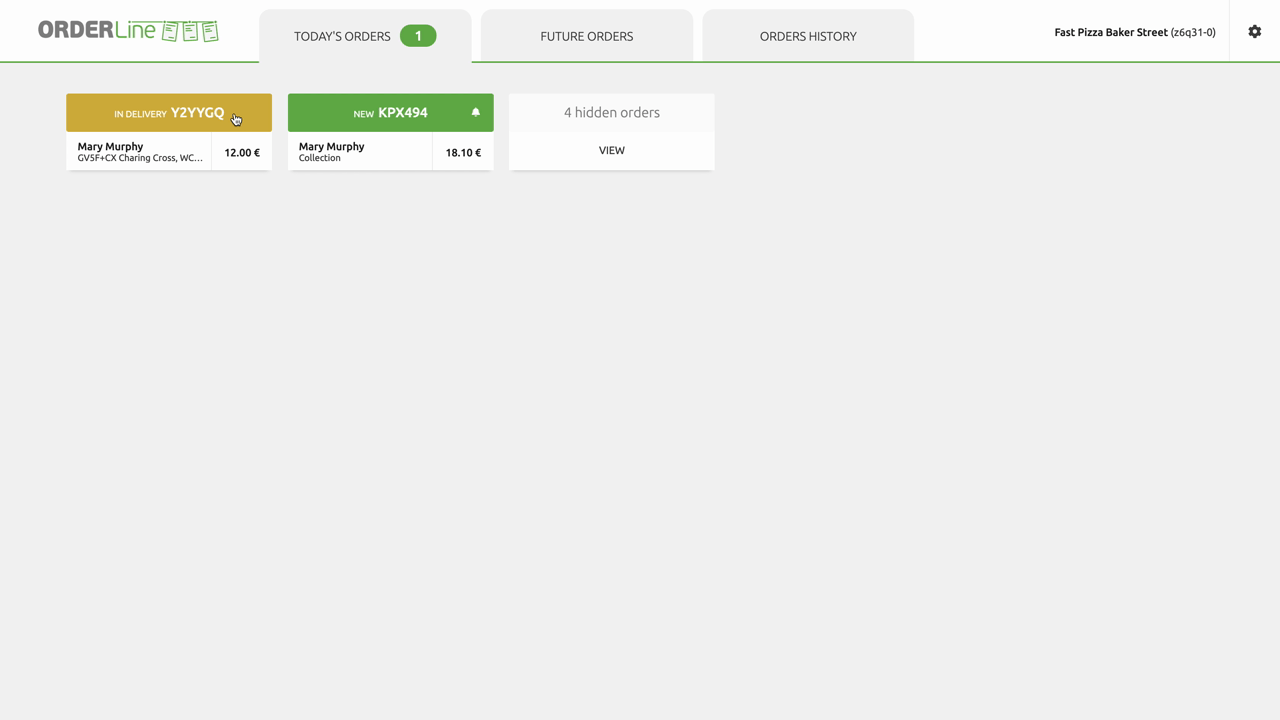 ORDERLine
TODAY'S ORDERS 1
FUTURE ORDERS
ORDERS HISTORY
Fast Pizza Baker Street (z6q31-0)
IN DELIVERY Y2YYGQ
Mary Murphy
GV5F+CX Charing Cross, WC...
12.00 €
NEW KPX494
Mary Murphy
Collection
18.10 €
4 hidden orders
VIEW